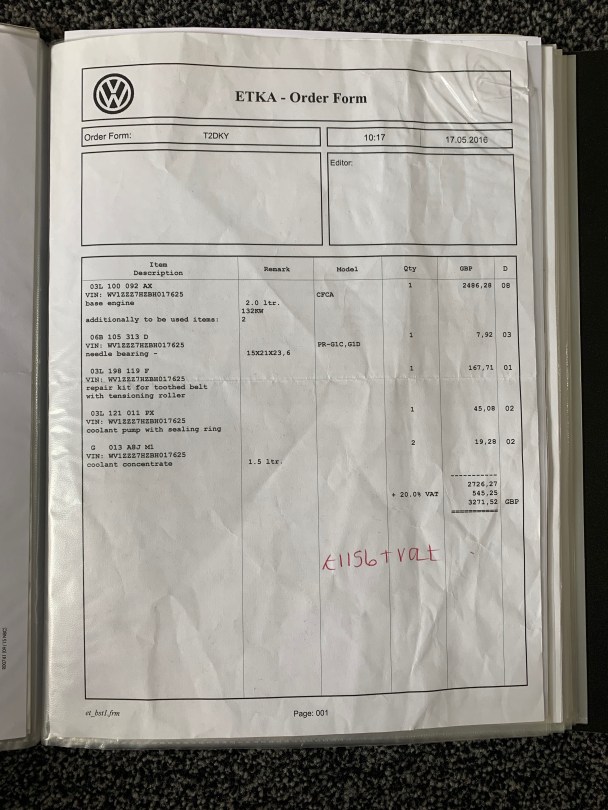 ETKA - Order Form
Order Form: T2DKY 10:17 17.05.2016
Editor:
Item Description Remark Model Qty GBP D
03L 100 092 AX 1 2486,28 08
VIN: WV1ZZZ7HZBH017625 CFCA
base engine 2.0 ltr.
132KW
additionally to be used items: 2
06B 105 313 D 1 7,92 03
VIN: WV1ZZZ7HZBH017625 PR-G1C,G1D
needle bearing - 15X21X23,6
03L 198 119 F 1 167,71 01
VIN: WV1ZZZ7HZBH017625
repair kit for toothed belt
with tensioning roller
03L 121 011 PX 1 45,08 02
VIN: WV1ZZZ7HZBH017625
coolant pump with sealing ring
G 013 A8J M1 2 19,28 02
VIN: WV1ZZZ7HZBH017625
coolant concentrate 1.5 ltr.
2726,27
+ 20.0% VAT 545,25
3271,52 GBP
£1156+vat
et_bst1.frm Page: 001